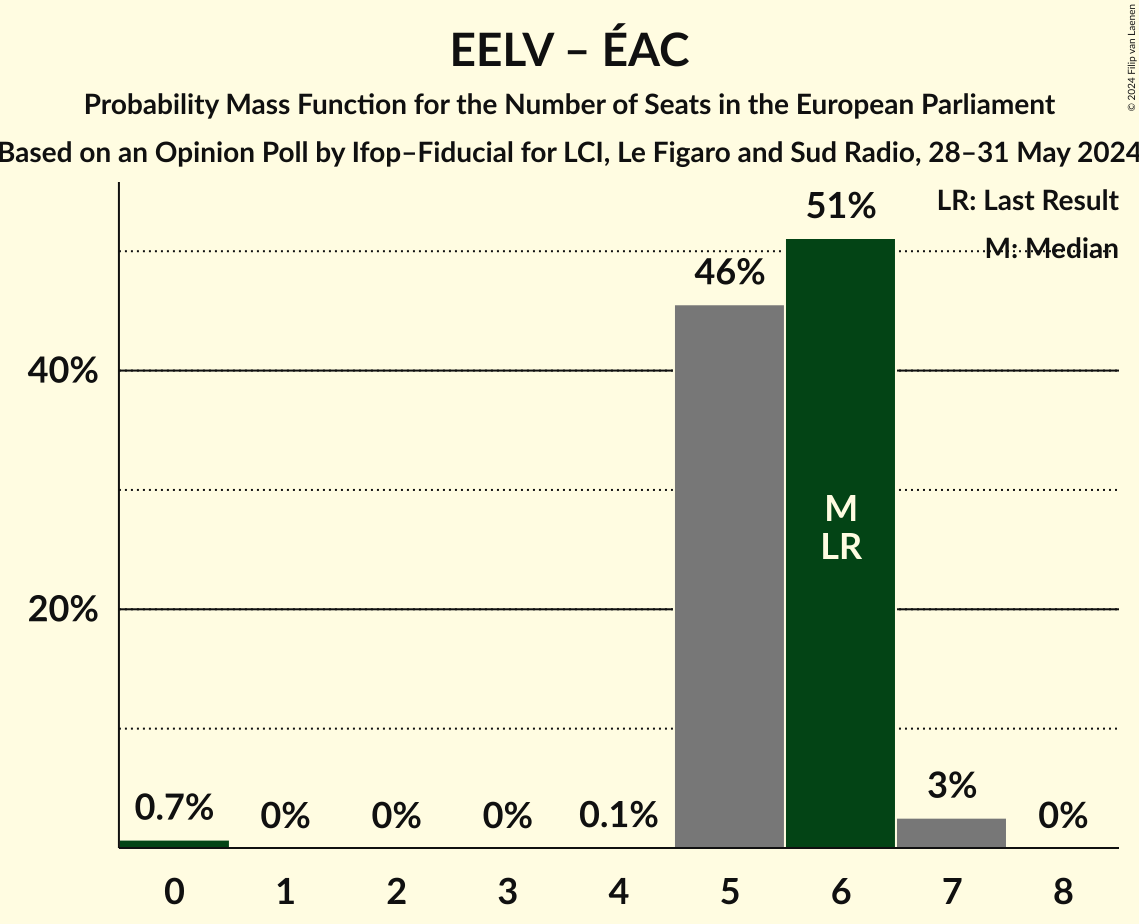 EELV – ÉAC
Probability Mass Function for the Number of Seats in the European Parliament
Based on an Opinion Poll by Ifop–Fiducial for LCI, Le Figaro and Sud Radio, 28–31 May 2024
© 2024 Filip van Laenen
LR: Last Result
M: Median
51%
46%
40%
M
LR
20%
0.7%
0%
0%
0%
0.1%
3%
0%
0 1 2 3 4 5 6 7 8